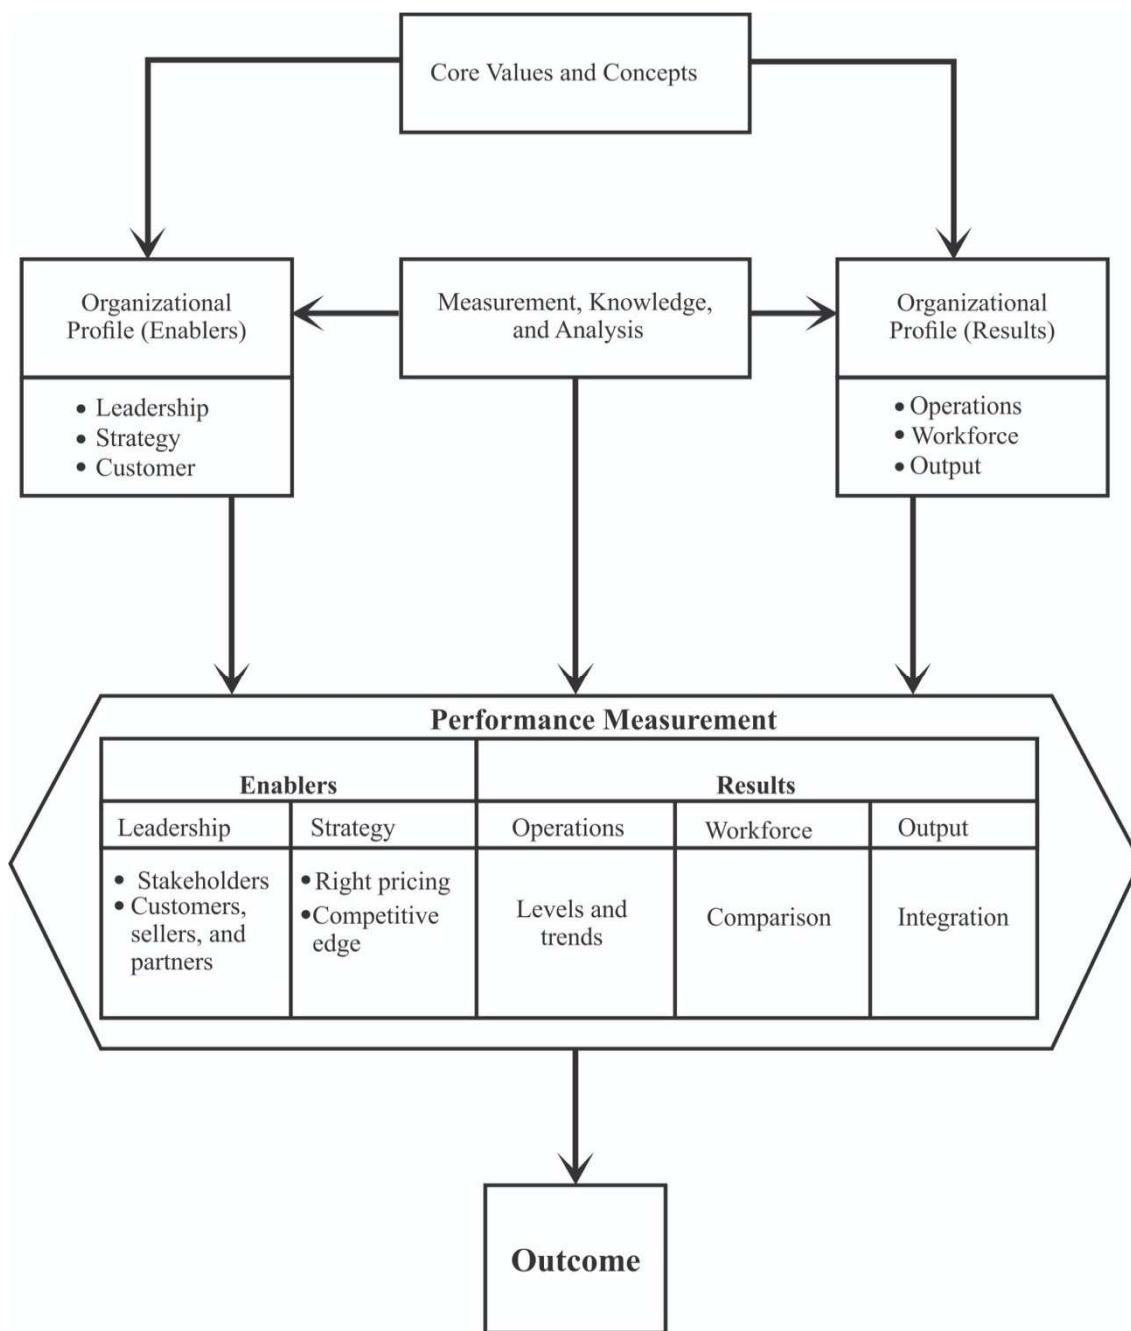 Core Values and Concepts
Organizational
Profile (Enablers)
• Leadership
• Strategy
• Customer
Measurement, Knowledge,
and Analysis
Organizational
Profile (Results)
• Operations
• Workforce
• Output
Performance Measurement
Enablers
Results
Leadership
Strategy
Operations
Workforce
Output
• Stakeholders
• Customers,
sellers, and
partners
• Right pricing
• Competitive
edge
Levels and
trends
Comparison
Integration
Outcome